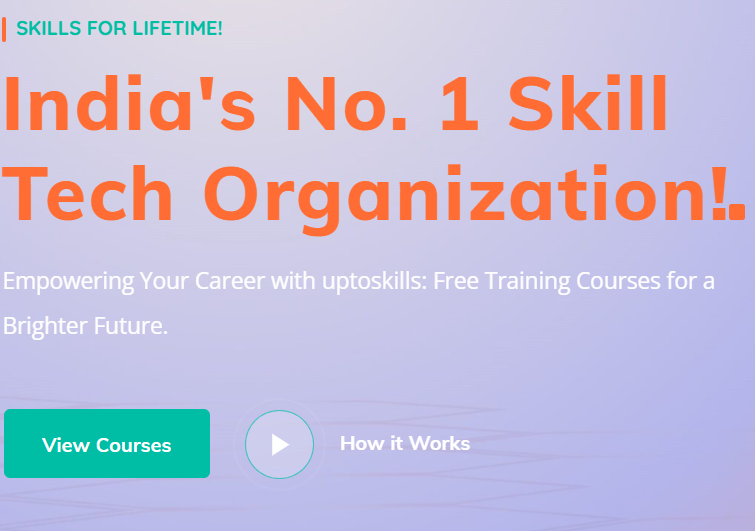 SKILLS FOR LIFETIME!
India's No. 1 Skill
Tech Organization!.
Empowering Your Career with uptoskills: Free Training Courses for a
Brighter Future.
View Courses
How it Works